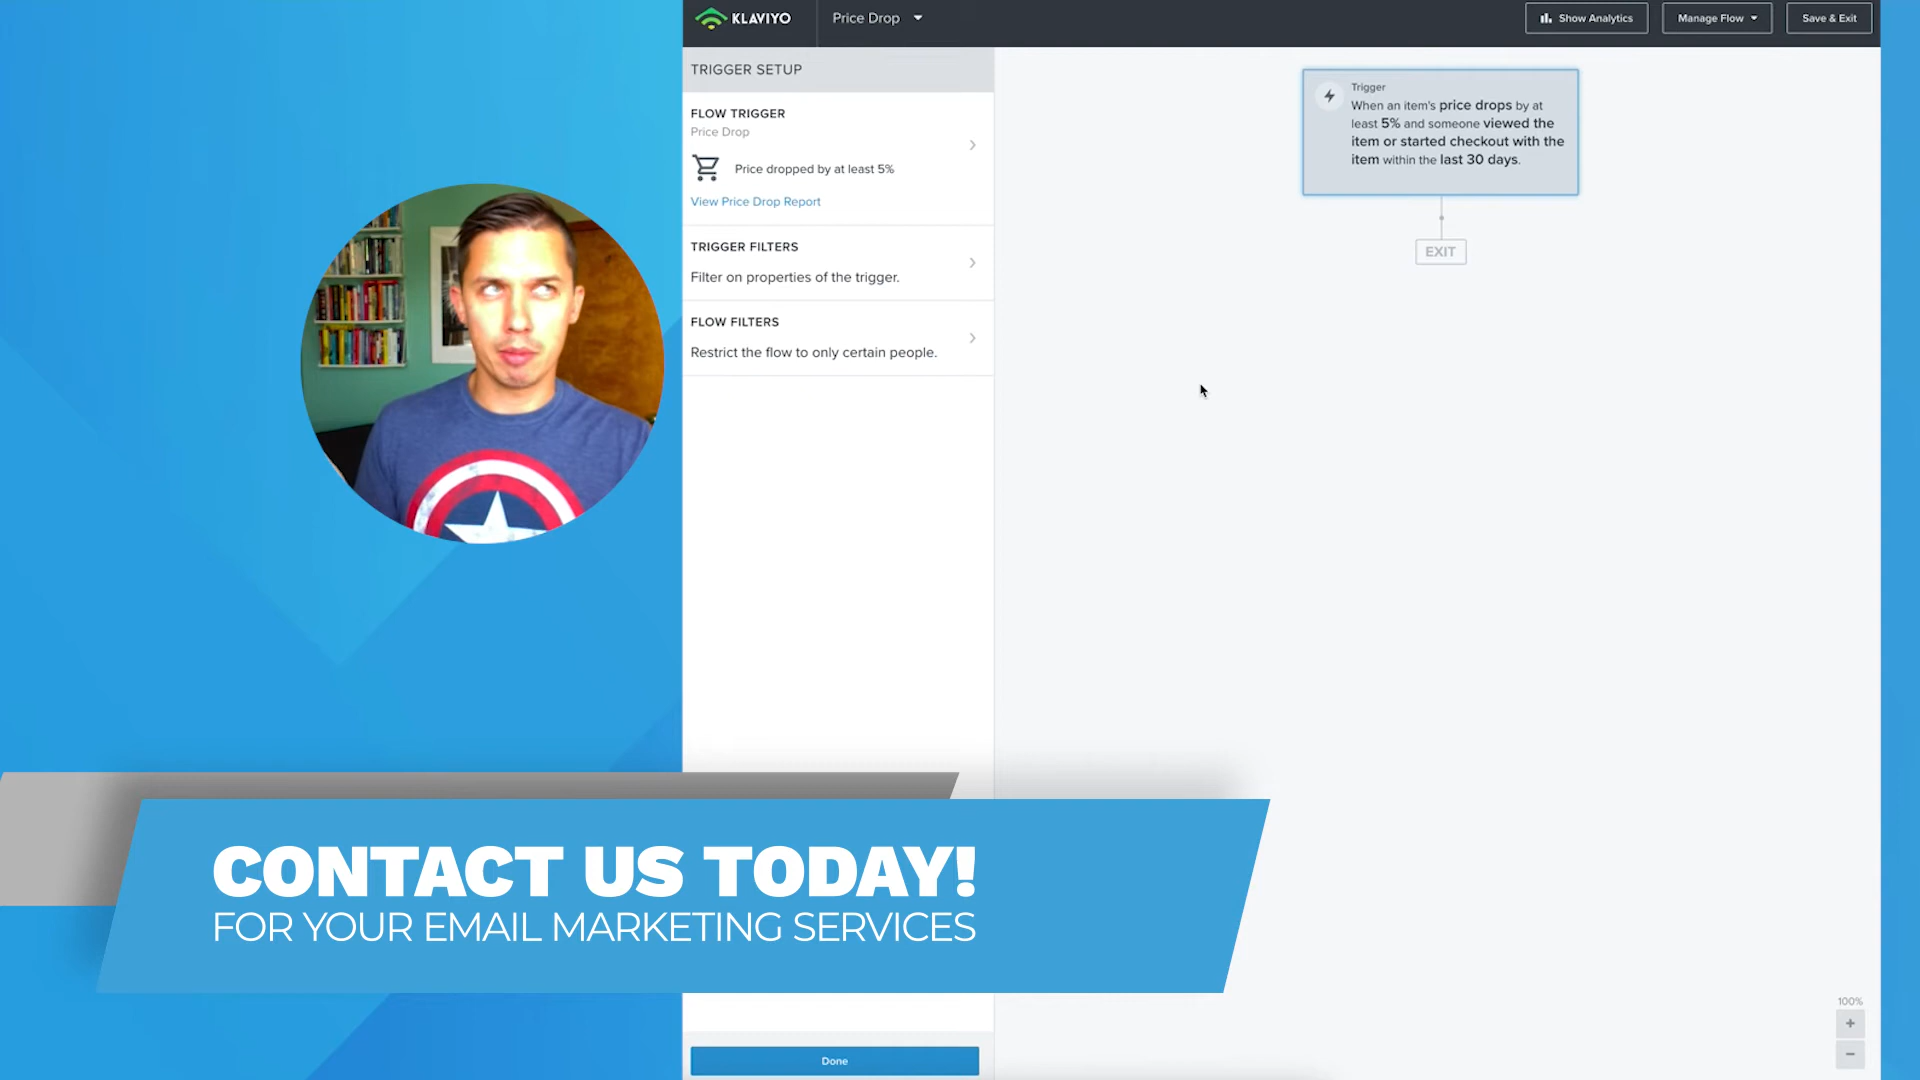 KLAVIYO
Price Drop
Show Analytics
Manage Flow
Save & Exit
TRIGGER SETUP
FLOW TRIGGER
Price Drop
Price dropped by at least 5%
View Price Drop Report
TRIGGER FILTERS
Filter on properties of the trigger.
FLOW FILTERS
Restrict the flow to only certain people.
Trigger
When an item's price drops by at
least 5% and someone viewed the
item or started checkout with the
item within the last 30 days.
EXIT
CONTACT US TODAY!
FOR YOUR EMAIL MARKETING SERVICES
100%
+
−
Done